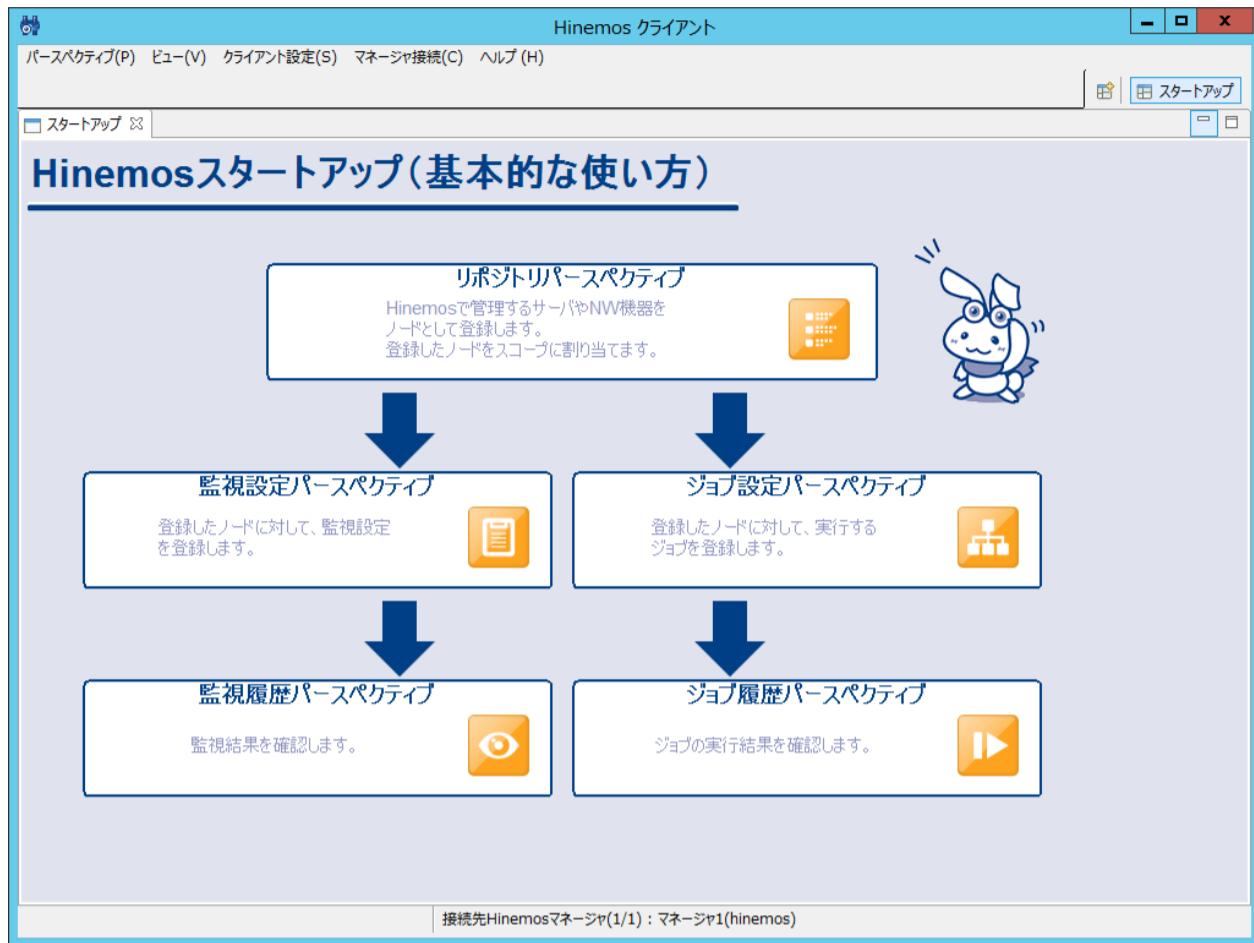 Hinemos クライアント
パースペクティブ(P) ビュー(V) クライアント設定(S) マネージャ接続(C) ヘルプ (H)
スタートアップ
スタートアップ
Hinemosスタートアップ(基本的な使い方)
リポジトリパースペクティブ
Hinemosで管理するサーバやNW機器を
ノードとして登録します。
登録したノードをスコープに割り当てます。
監視設定パースペクティブ
登録したノードに対して、監視設定
を登録します。
ジョブ設定パースペクティブ
登録したノードに対して、実行する
ジョブを登録します。
監視履歴パースペクティブ
監視結果を確認します。
ジョブ履歴パースペクティブ
ジョブの実行結果を確認します。
接続先Hinemosマネージャ(1/1) : マネージャ1(hinemos)